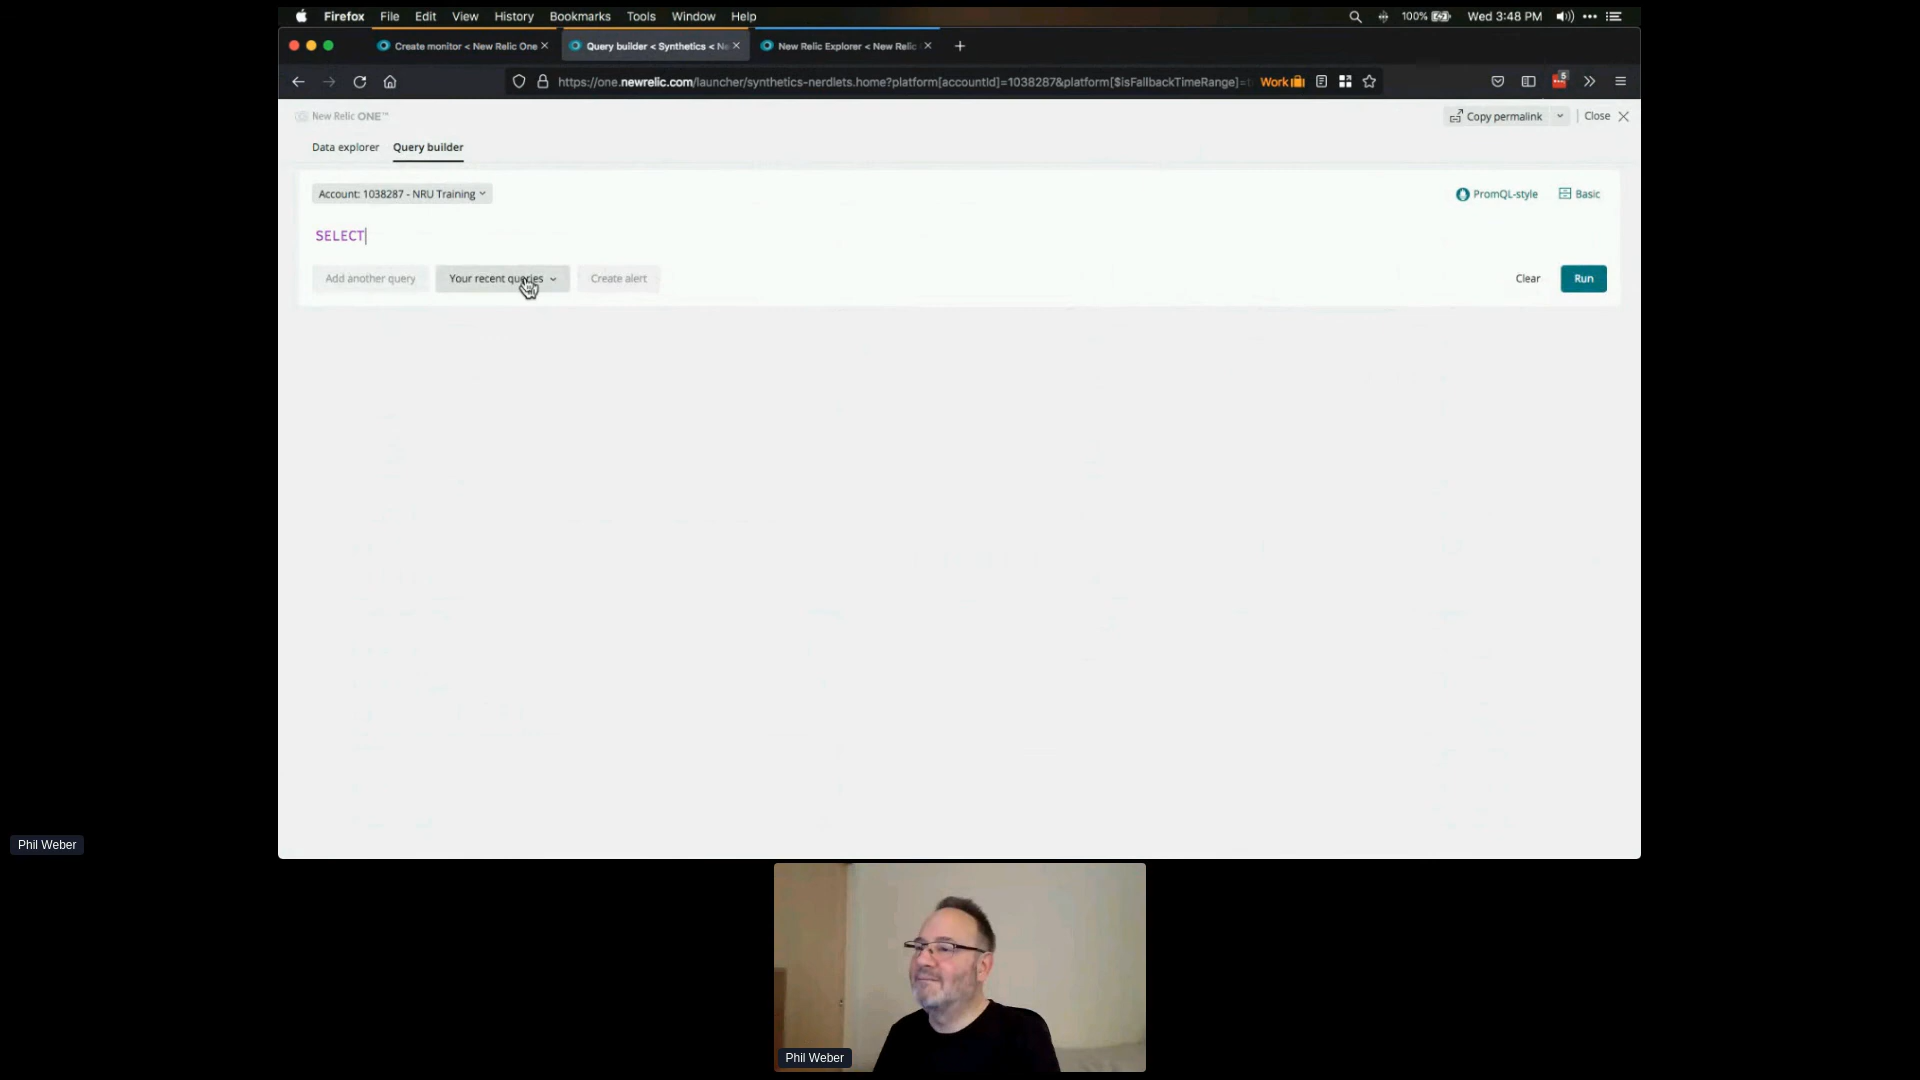 Firefox File Edit View History Bookmarks Tools Window Help 100% Wed 3:48 PM
Create monitor < New Relic One Query builder < Synthetics < Ne New Relic Explorer < New Relic
https://one.newrelic.com/launcher/synthetics-nerdlets.home?platform[accountId]=1038287&platform[$isFallbackTimeRange]= Work 5
New Relic ONE™ Copy permalink Close
Data explorer Query builder
Account: 1038287 - NRU Training PromQL-style Basic
SELECT
Add another query Your recent queries Create alert Clear Run
Phil Weber
Phil Weber